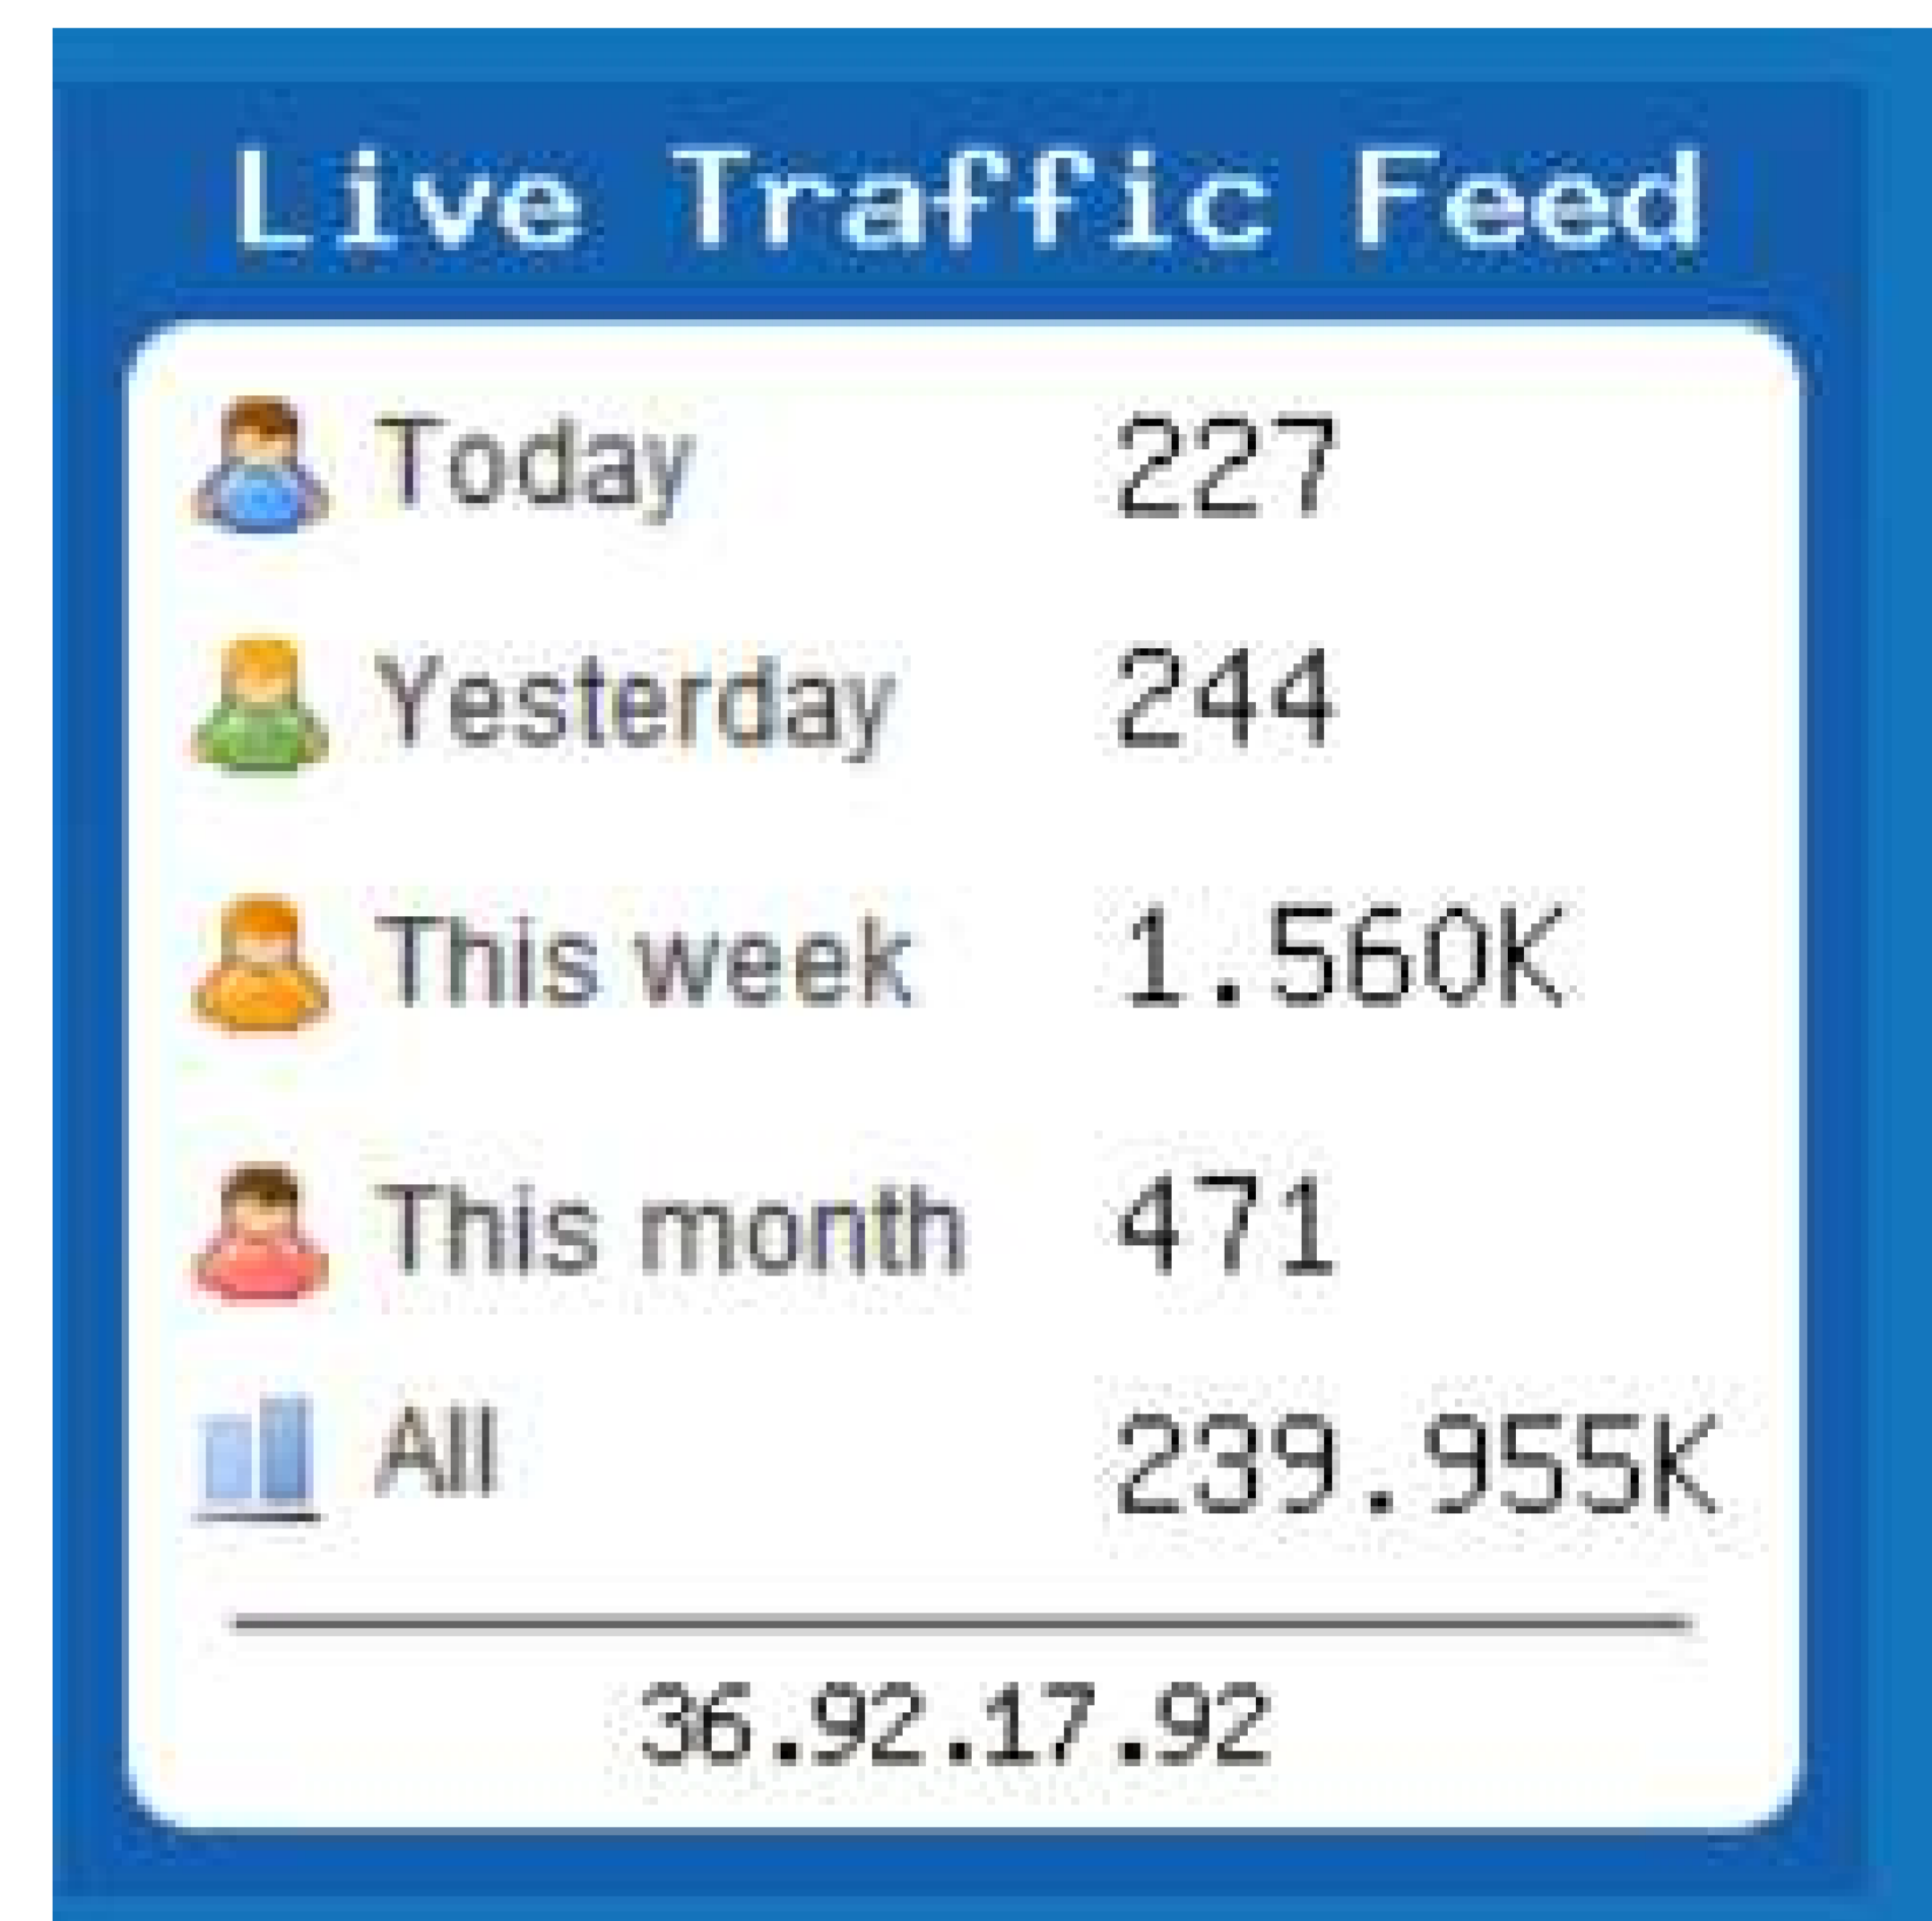 Live Traffic Feed
Today 227
Yesterday 244
This week 1.560K
This month 471
All 239.955K
36.92.17.92